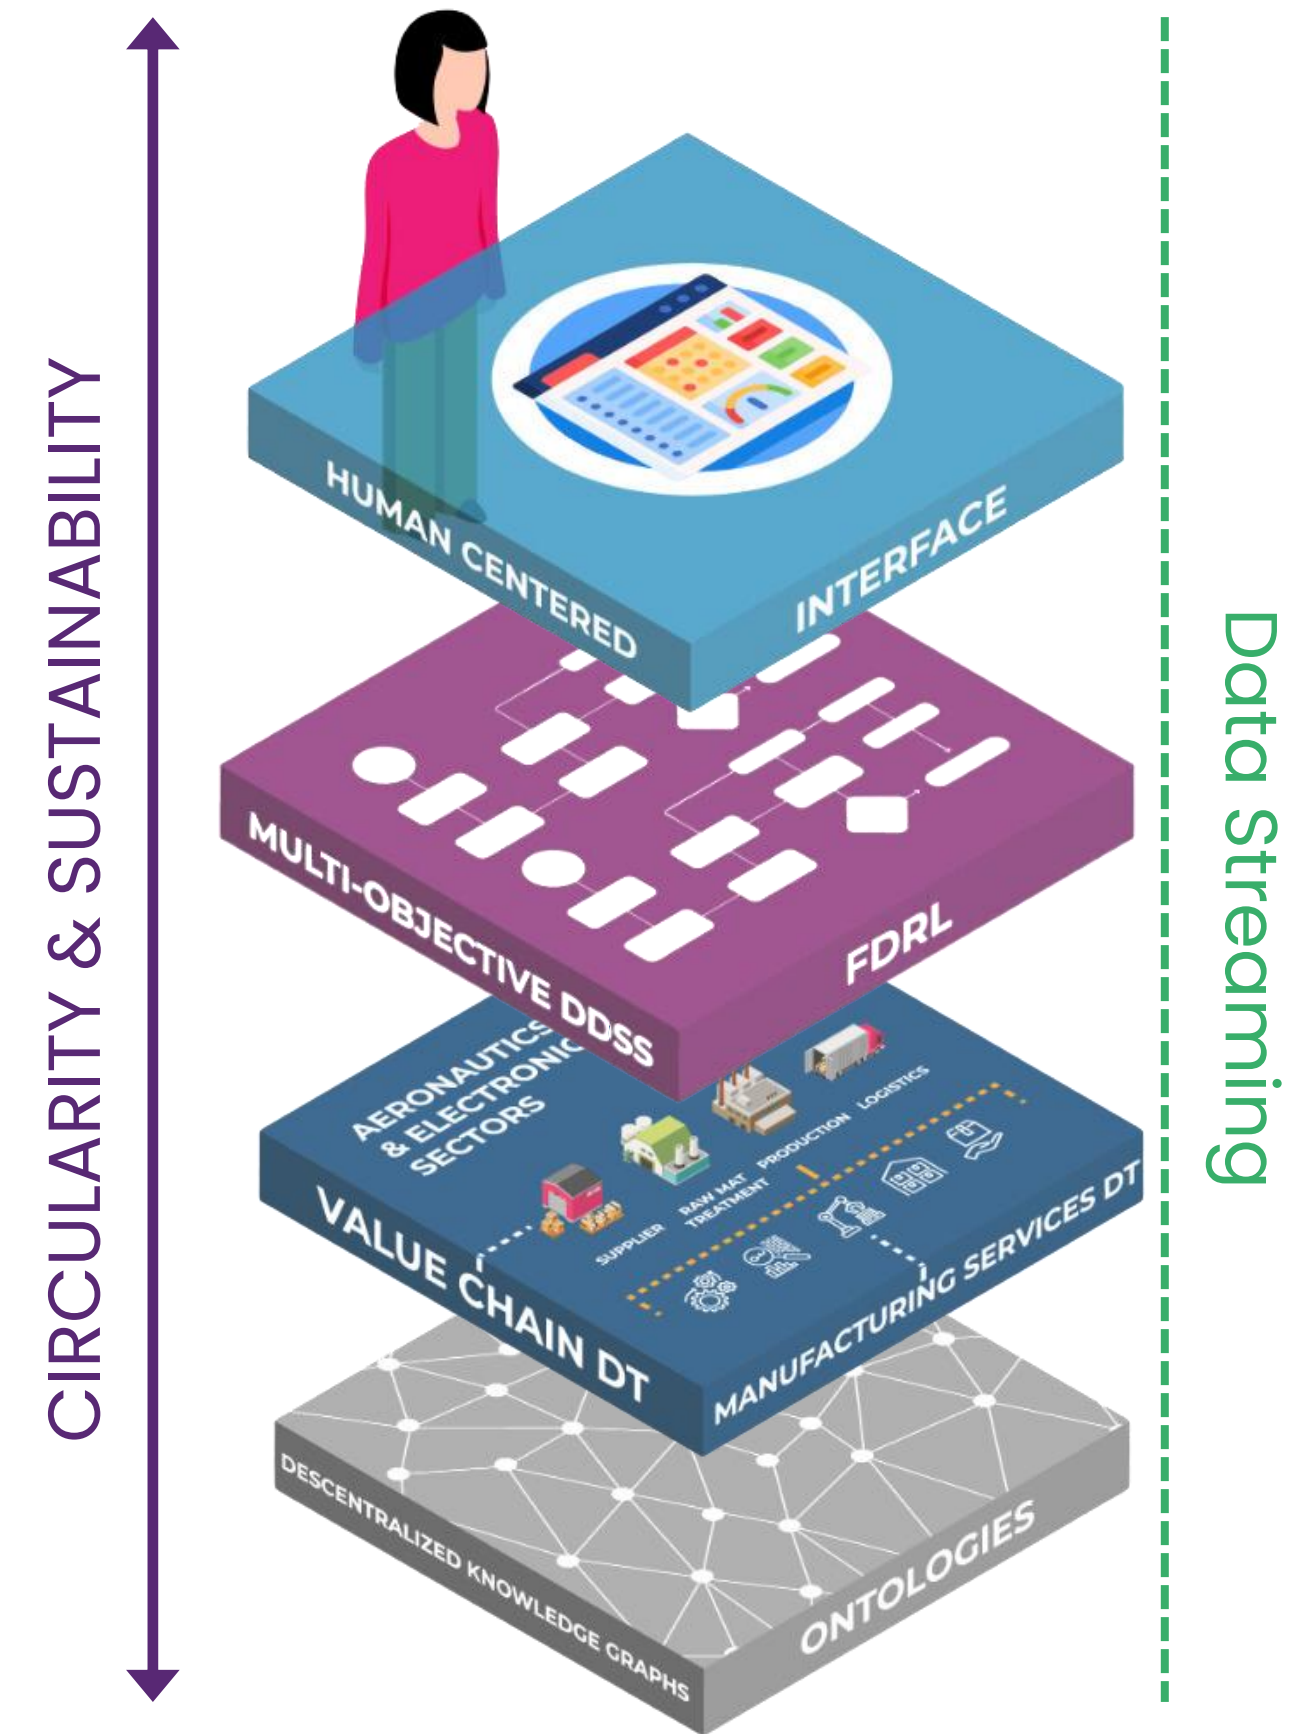 CIRCULARITY & SUSTAINABILITY
HUMAN CENTERED
INTERFACE
MULTI-OBJECTIVE DDSS
FDRL
AERONAUTICS
& ELECTRONIC
SECTORS
SUPPLIER
RAW MAT
TREATMENT
PRODUCTION
LOGISTICS
VALUE CHAIN DT
MANUFACTURING SERVICES DT
DESCENTRALIZED KNOWLEDGE GRAPHS
ONTOLOGIES
Data Streaming